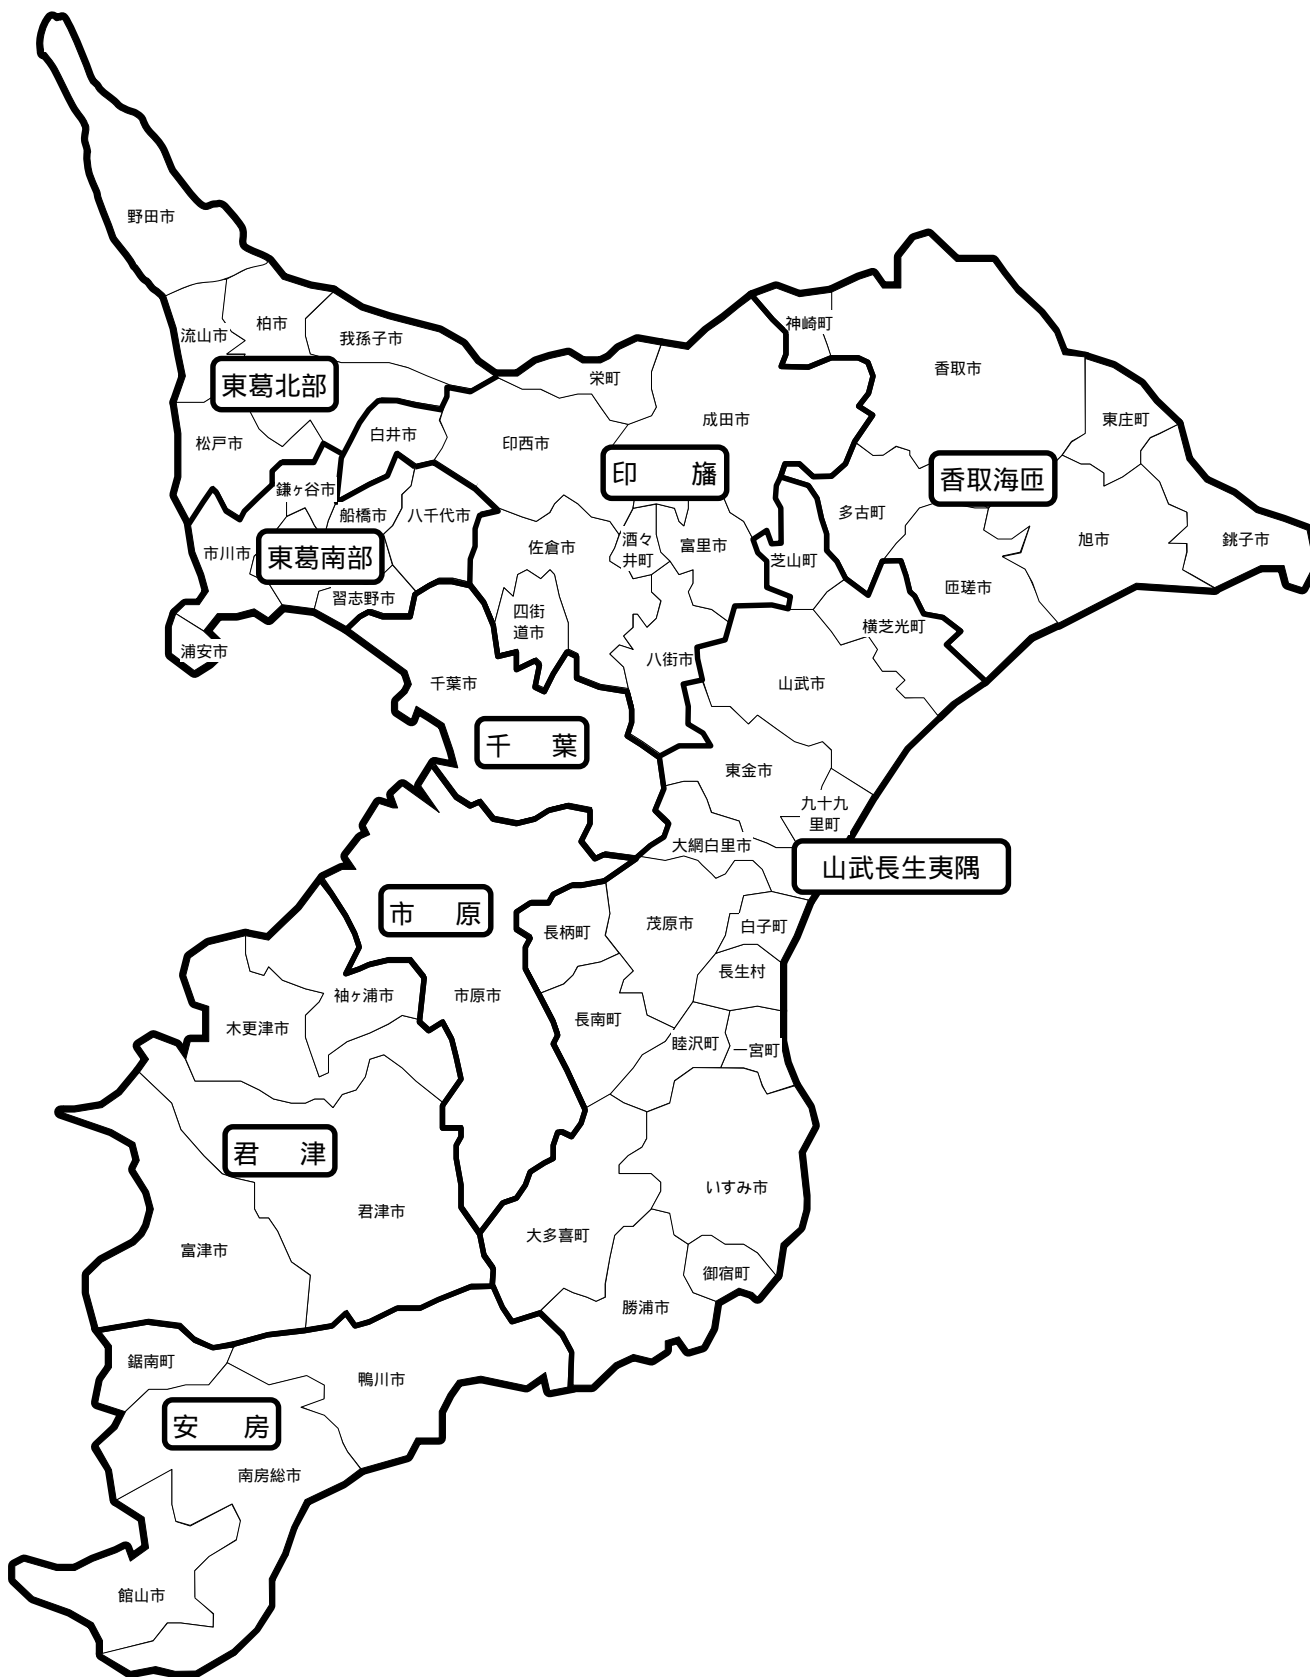 野田市
流山市
柏市
我孫子市
東葛北部
松戸市
鎌ヶ谷市
白井市
船橋市
八千代市
市川市
東葛南部
習志野市
浦安市
栄町
成田市
印西市
印　旛
佐倉市
酒々
井町
富里市
四街
道市
八街市
神崎町
香取市
東庄町
香取海匝
多古町
旭市
銚子市
匝瑳市
芝山町
横芝光町
山武市
千葉市
千　葉
東金市
九十九
里町
大網白里市
山武長生夷隅
市　原
市原市
長柄町
茂原市
白子町
長生村
長南町
睦沢町
一宮町
袖ヶ浦市
木更津市
君　津
君津市
富津市
いすみ市
大多喜町
御宿町
勝浦市
鋸南町
鴨川市
安　房
南房総市
館山市